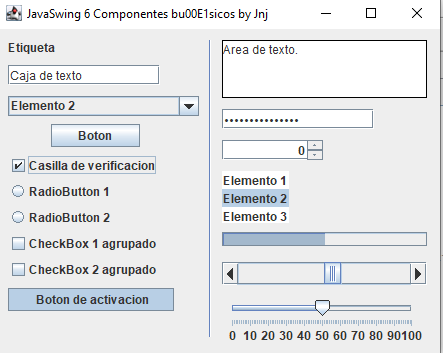 JavaSwing 6 Componentes bu00E1sicos by Jnj
Etiqueta
Caja de texto
Elemento 2
Boton
Casilla de verificacion
RadioButton 1
RadioButton 2
CheckBox 1 agrupado
CheckBox 2 agrupado
Boton de activacion
Area de texto.
•••••••••••••••
0
Elemento 1
Elemento 2
Elemento 3
0 10 20 30 40 50 60 70 80 90 100